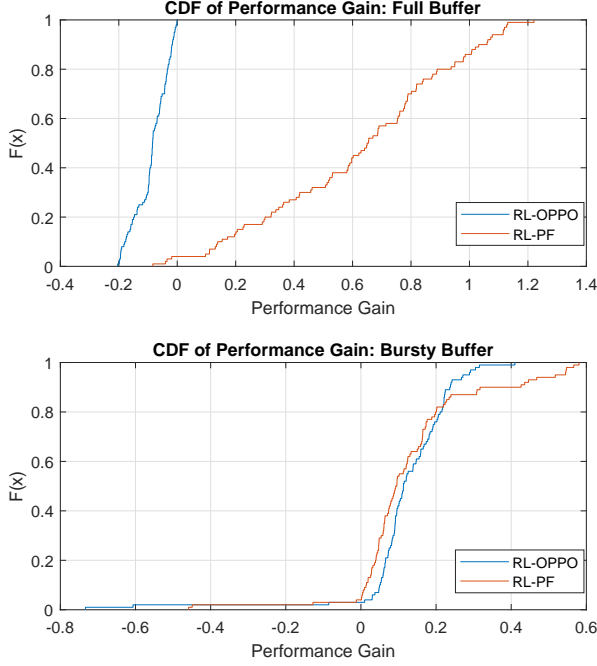 CDF of Performance Gain: Full Buffer
1
0.8
0.6
0.4
0.2
0
F(x)
RL-OPPO
RL-PF
-0.4 -0.2 0 0.2 0.4 0.6 0.8 1 1.2 1.4
Performance Gain
CDF of Performance Gain: Bursty Buffer
1
0.8
0.6
0.4
0.2
0
F(x)
RL-OPPO
RL-PF
-0.8 -0.6 -0.4 -0.2 0 0.2 0.4 0.6
Performance Gain